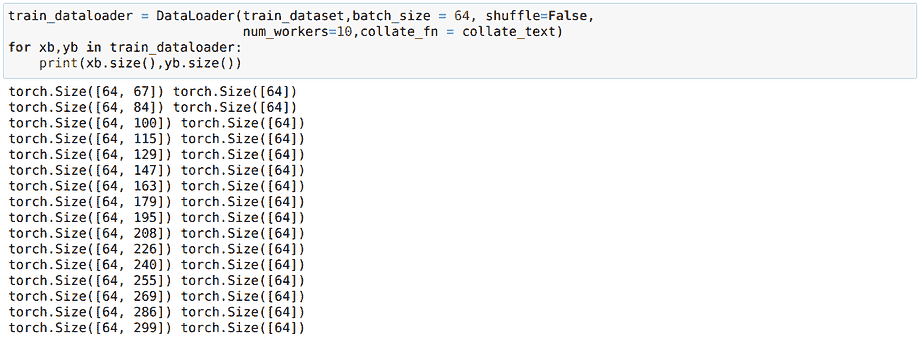 train_dataloader = DataLoader(train_dataset,batch_size = 64, shuffle=False,
                              num_workers=10,collate_fn = collate_text)
for xb,yb in train_dataloader:
    print(xb.size(),yb.size())
torch.Size([64, 67]) torch.Size([64])
torch.Size([64, 84]) torch.Size([64])
torch.Size([64, 100]) torch.Size([64])
torch.Size([64, 115]) torch.Size([64])
torch.Size([64, 129]) torch.Size([64])
torch.Size([64, 147]) torch.Size([64])
torch.Size([64, 163]) torch.Size([64])
torch.Size([64, 179]) torch.Size([64])
torch.Size([64, 195]) torch.Size([64])
torch.Size([64, 208]) torch.Size([64])
torch.Size([64, 226]) torch.Size([64])
torch.Size([64, 240]) torch.Size([64])
torch.Size([64, 255]) torch.Size([64])
torch.Size([64, 269]) torch.Size([64])
torch.Size([64, 286]) torch.Size([64])
torch.Size([64, 299]) torch.Size([64])